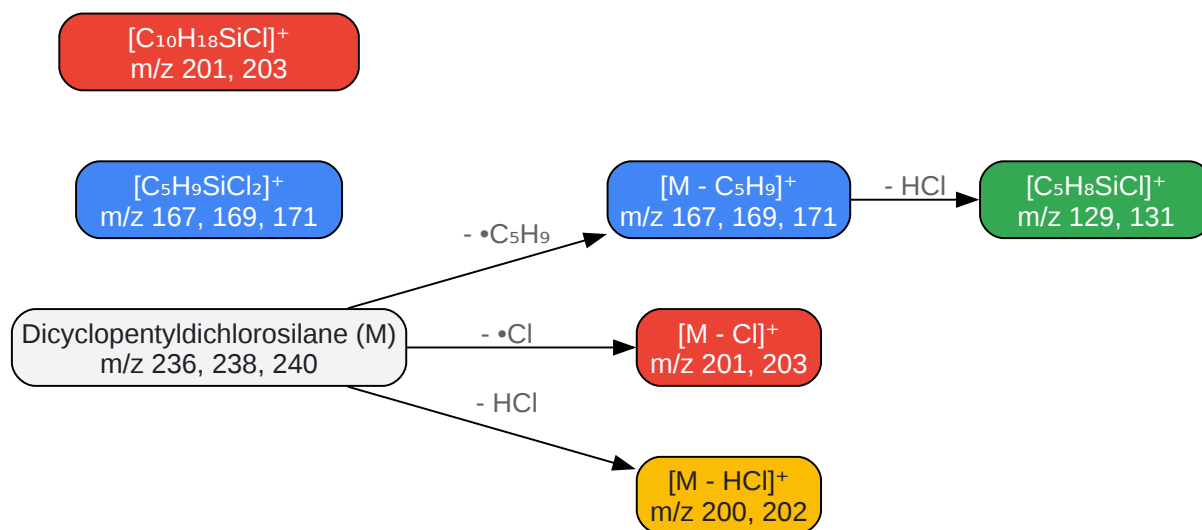 [C₁₀H₁₈SiCl]⁺
m/z 201, 203
[C₅H₉SiCl₂]⁺
m/z 167, 169, 171
[M - C₅H₉]⁺
m/z 167, 169, 171
- HCl
[C₅H₈SiCl]⁺
m/z 129, 131
- •C₅H₉
Dicyclopentyldichlorosilane (M)
m/z 236, 238, 240
- •Cl
[M - Cl]⁺
m/z 201, 203
- HCl
[M - HCl]⁺
m/z 200, 202